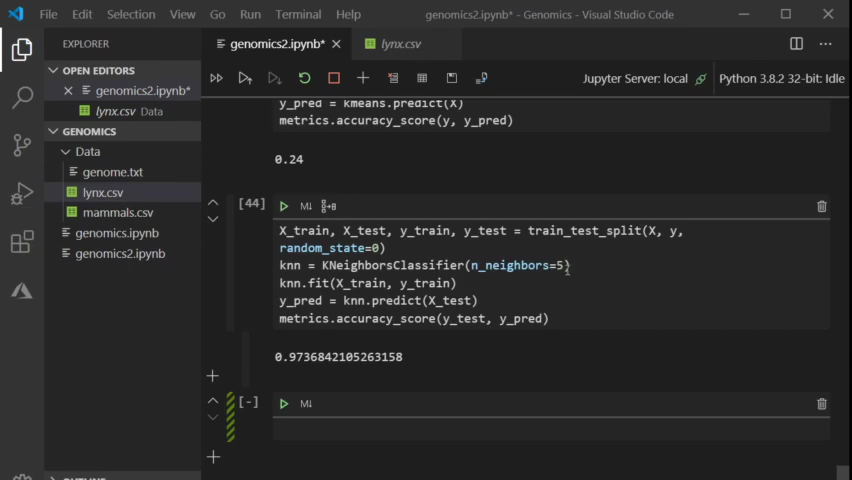 File Edit Selection View Go Run Terminal Help genomics2.ipynb* - Genomics - Visual Studio Code
EXPLORER
OPEN EDITORS
genomics2.ipynb*
lynx.csv Data
GENOMICS
Data
genome.txt
lynx.csv
mammals.csv
genomics.ipynb
genomics2.ipynb
genomics2.ipynb* lynx.csv
Jupyter Server: local Python 3.8.2 32-bit: Idle
y_pred = kmeans.predict(X)
metrics.accuracy_score(y, y_pred)
0.24
[44] M↓
X_train, X_test, y_train, y_test = train_test_split(X, y,
random_state=0)
knn = KNeighborsClassifier(n_neighbors=5)
knn.fit(X_train, y_train)
y_pred = knn.predict(X_test)
metrics.accuracy_score(y_test, y_pred)
0.9736842105263158
[-] M↓